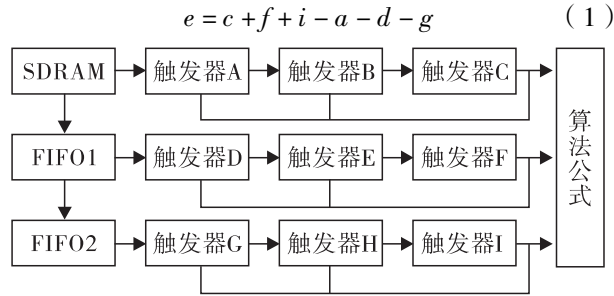 e = c + f + i - a - d - g （1）
SDRAM 触发器A 触发器B 触发器C
FIFO1 触发器D 触发器E 触发器F
FIFO2 触发器G 触发器H 触发器I
算法公式